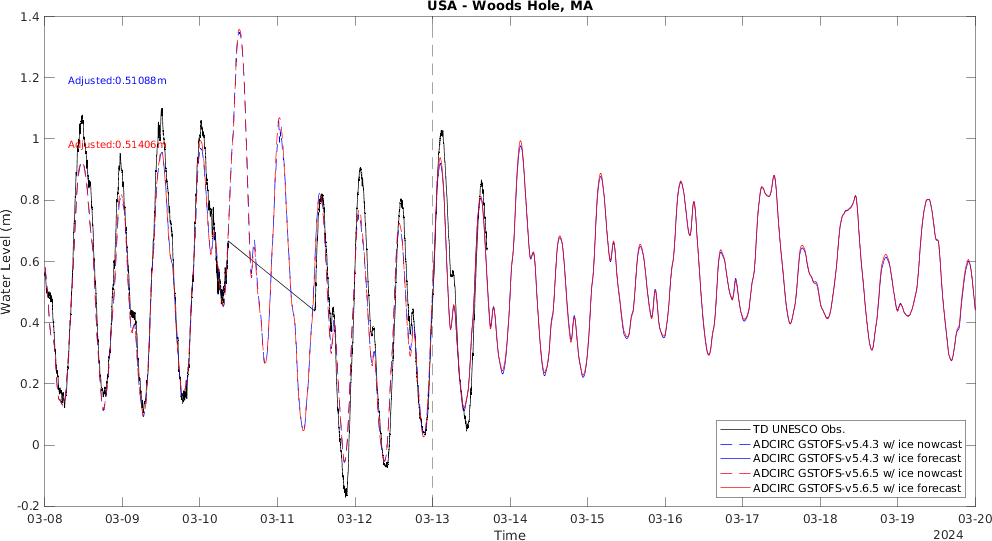 USA - Woods Hole, MA
1.4
1.2
1
0.8
0.6
0.4
0.2
0
-0.2
Water Level (m)
Adjusted:0.51088m
Adjusted:0.51406m
TD UNESCO Obs.
ADCIRC GSTOFS-v5.4.3 w/ ice nowcast
ADCIRC GSTOFS-v5.4.3 w/ ice forecast
ADCIRC GSTOFS-v5.6.5 w/ ice nowcast
ADCIRC GSTOFS-v5.6.5 w/ ice forecast
03-08 03-09 03-10 03-11 03-12 03-13 03-14 03-15 03-16 03-17 03-18 03-19 03-20
Time
2024